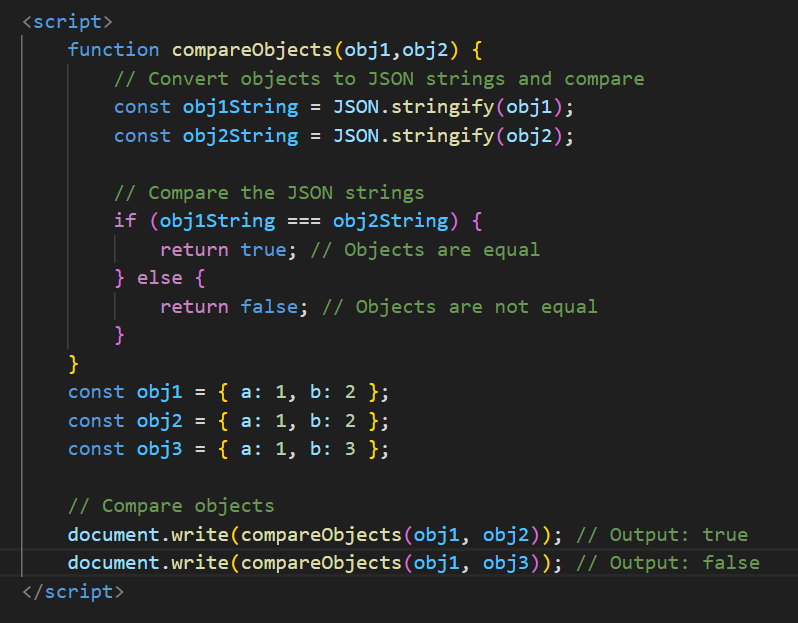 <script>
function compareObjects(obj1,obj2) {
// Convert objects to JSON strings and compare
const obj1String = JSON.stringify(obj1);
const obj2String = JSON.stringify(obj2);
// Compare the JSON strings
if (obj1String === obj2String) {
return true; // Objects are equal
} else {
return false; // Objects are not equal
}
}
const obj1 = { a: 1, b: 2 };
const obj2 = { a: 1, b: 2 };
const obj3 = { a: 1, b: 3 };
// Compare objects
document.write(compareObjects(obj1, obj2)); // Output: true
document.write(compareObjects(obj1, obj3)); // Output: false
</script>